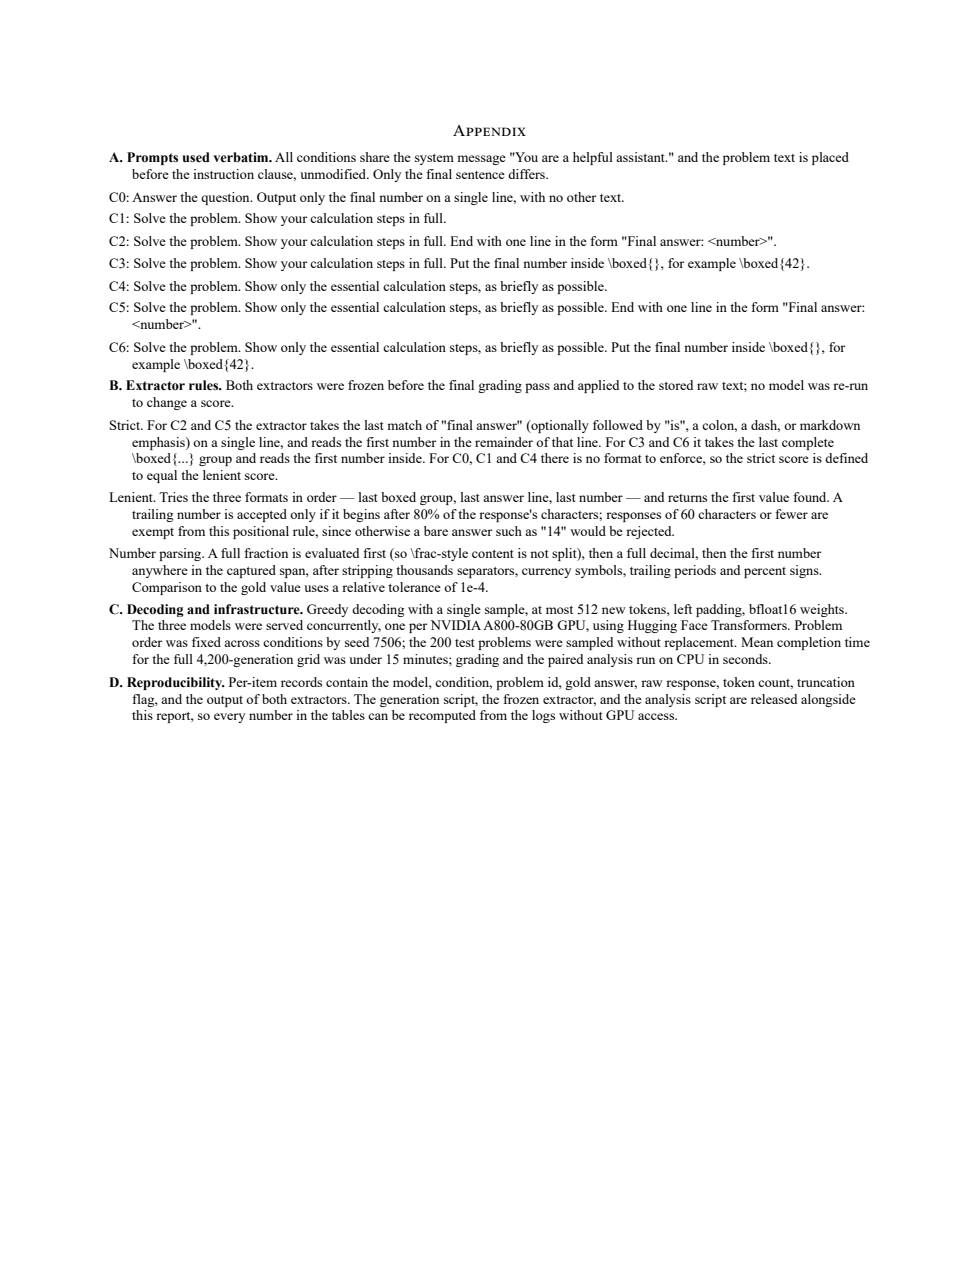 APPENDIX
A. Prompts used verbatim. All conditions share the system message "You are a helpful assistant." and the problem text is placed
before the instruction clause, unmodified. Only the final sentence differs.
C0: Answer the question. Output only the final number on a single line, with no other text.
C1: Solve the problem. Show your calculation steps in full.
C2: Solve the problem. Show your calculation steps in full. End with one line in the form "Final answer: <number>".
C3: Solve the problem. Show your calculation steps in full. Put the final number inside \boxed{}, for example \boxed{42}.
C4: Solve the problem. Show only the essential calculation steps, as briefly as possible.
C5: Solve the problem. Show only the essential calculation steps, as briefly as possible. End with one line in the form "Final answer:
<number>".
C6: Solve the problem. Show only the essential calculation steps, as briefly as possible. Put the final number inside \boxed{}, for
example \boxed{42}.
B. Extractor rules. Both extractors were frozen before the final grading pass and applied to the stored raw text; no model was re-run
to change a score.
Strict. For C2 and C5 the extractor takes the last match of "final answer" (optionally followed by "is", a colon, a dash, or markdown
emphasis) on a single line, and reads the first number in the remainder of that line. For C3 and C6 it takes the last complete
\boxed{...} group and reads the first number inside. For C0, C1 and C4 there is no format to enforce, so the strict score is defined
to equal the lenient score.
Lenient. Tries the three formats in order — last boxed group, last answer line, last number — and returns the first value found. A
trailing number is accepted only if it begins after 80% of the response's characters; responses of 60 characters or fewer are
exempt from this positional rule, since otherwise a bare answer such as "14" would be rejected.
Number parsing. A full fraction is evaluated first (so \frac-style content is not split), then a full decimal, then the first number
anywhere in the captured span, after stripping thousands separators, currency symbols, trailing periods and percent signs.
Comparison to the gold value uses a relative tolerance of 1e-4.
C. Decoding and infrastructure. Greedy decoding with a single sample, at most 512 new tokens, left padding, bfloat16 weights.
The three models were served concurrently, one per NVIDIA A800-80GB GPU, using Hugging Face Transformers. Problem
order was fixed across conditions by seed 7506; the 200 test problems were sampled without replacement. Mean completion time
for the full 4,200-generation grid was under 15 minutes; grading and the paired analysis run on CPU in seconds.
D. Reproducibility. Per-item records contain the model, condition, problem id, gold answer, raw response, token count, truncation
flag, and the output of both extractors. The generation script, the frozen extractor, and the analysis script are released alongside
this report, so every number in the tables can be recomputed from the logs without GPU access.